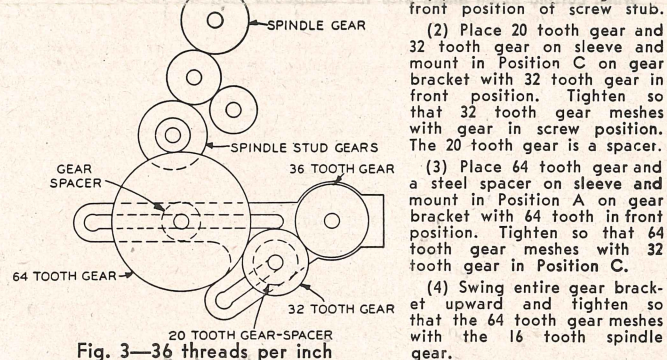 SPINDLE GEAR
SPINDLE STUD GEARS
GEAR
SPACER
36 TOOTH GEAR
64 TOOTH GEAR
32 TOOTH GEAR
20 TOOTH GEAR-SPACER
Fig. 3—36 threads per inch
front position of screw stub.
(2) Place 20 tooth gear and
32 tooth gear on sleeve and
mount in Position C on gear
bracket with 32 tooth gear in
front position. Tighten so
that 32 tooth gear meshes
with gear in screw position.
The 20 tooth gear is a spacer.
(3) Place 64 tooth gear and
a steel spacer on sleeve and
mount in Position A on gear
bracket with 64 tooth in front
position. Tighten so that 64
tooth gear meshes with 32
tooth gear in Position C.
(4) Swing entire gear brack-
et upward and tighten so
that the 64 tooth gear meshes
with the 16 tooth spindle
gear.